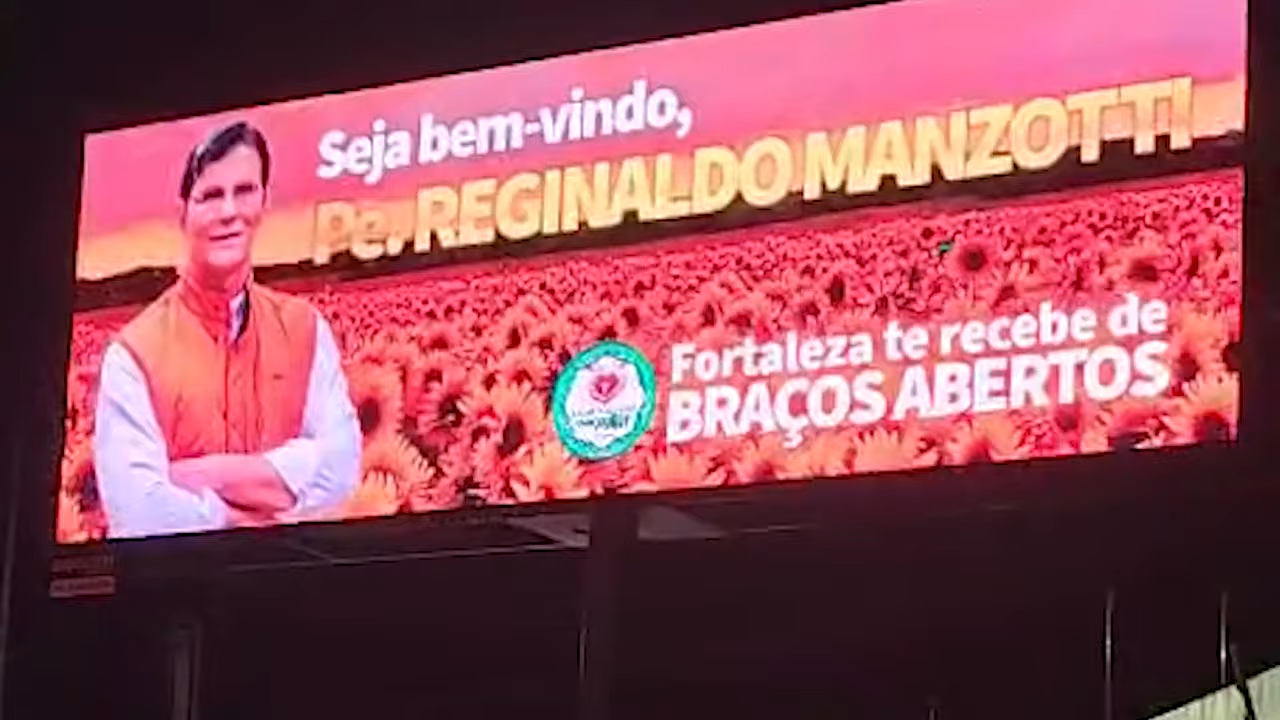 Seja bem-vindo,
Pe. REGINALDO MANZOTTI
Fortaleza te recebe de
BRAÇOS ABERTOS